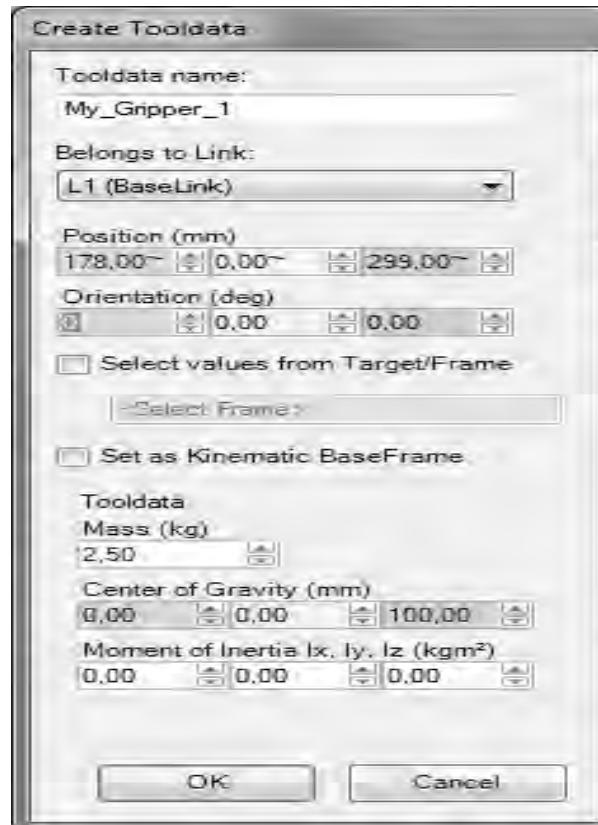 Create Tooldata
Tooldata name:
My_Gripper_1
Belongs to Link:
L1 (BaseLink)
Position (mm)
178,00~ 0,00~ 299,00~
Orientation (deg)
0,00 0,00
Select values from Target/Frame
<Select Frame>
Set as Kinematic BaseFrame
Tooldata
Mass (kg)
2,50
Center of Gravity (mm)
0,00 0,00 100,00
Moment of Inertia Ix, Iy, Iz (kgm²)
0,00 0,00 0,00
OK Cancel